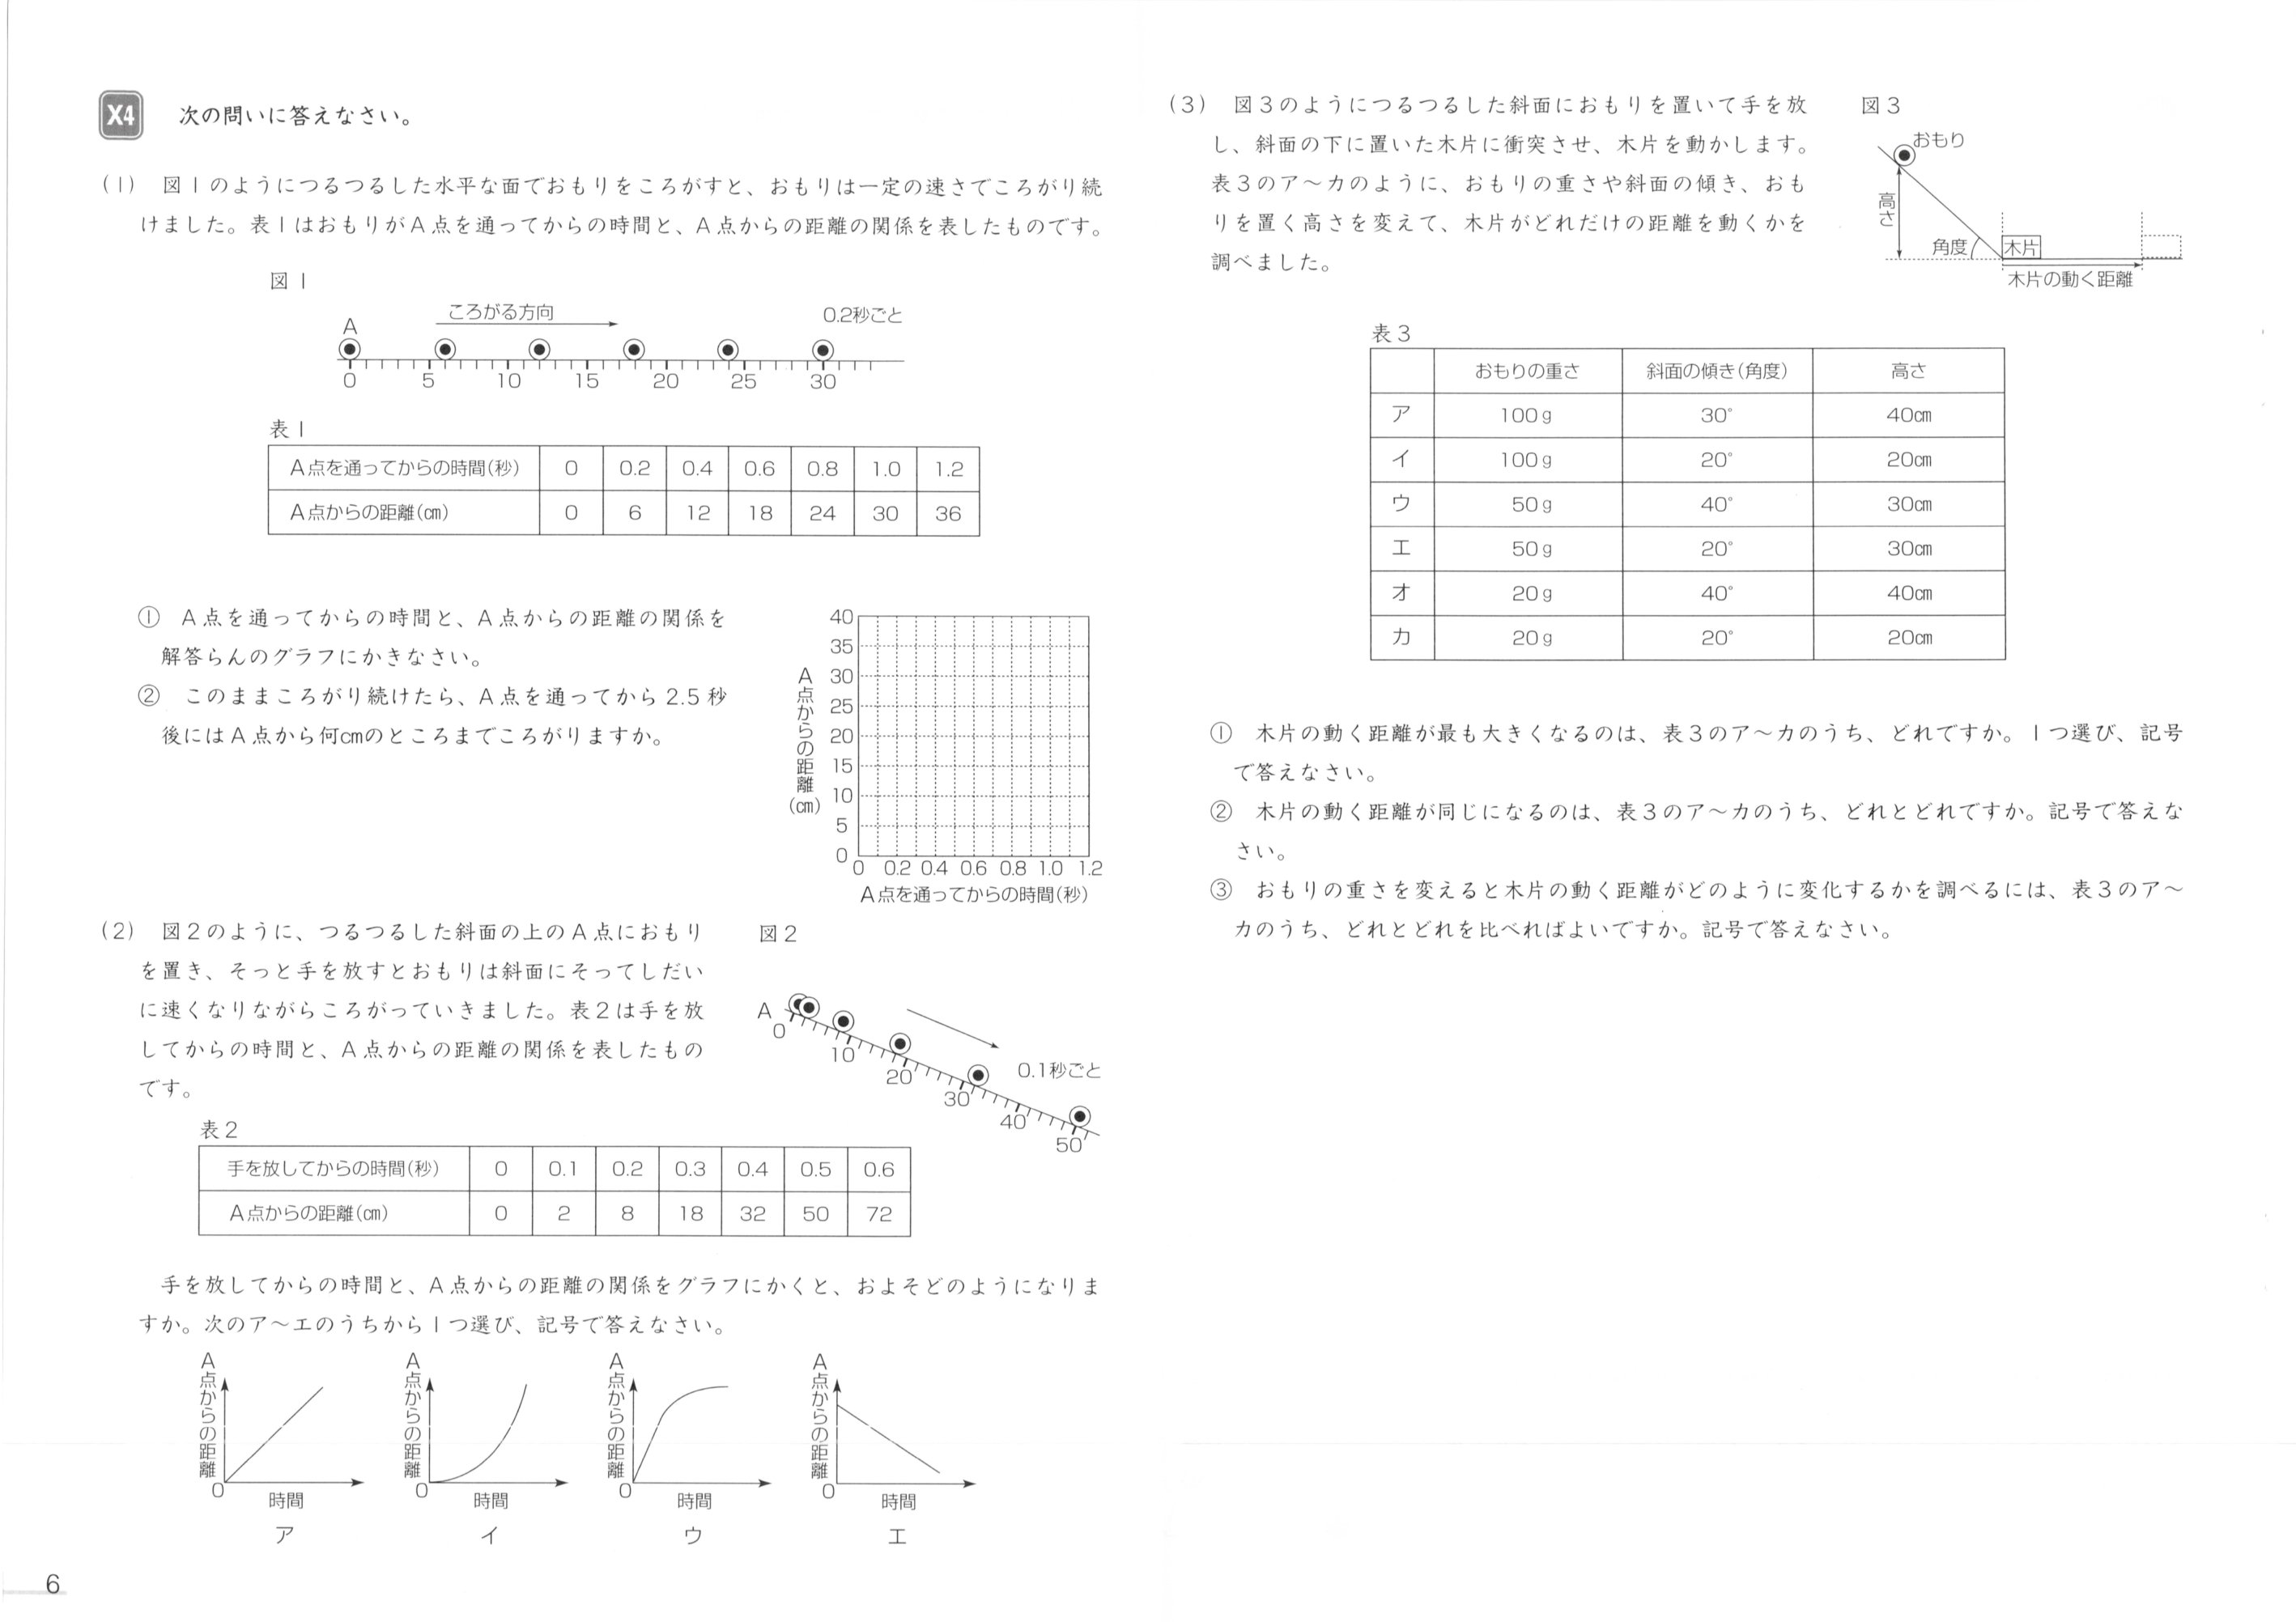 X4 次の問いに答えなさい。
(1) 図1のようにつるつるした水平な面でおもりをころがすと、おもりは一定の速さでころがり続
けました。表1はおもりがA点を通ってからの時間と、A点からの距離の関係を表したものです。
図1
ころがる方向
0.2秒ごと
A
0 5 10 15 20 25 30
表1
A点を通ってからの時間(秒) 0 0.2 0.4 0.6 0.8 1.0 1.2
A点からの距離(cm) 0 6 12 18 24 30 36
① A点を通ってからの時間と、A点からの距離の関係を
解答らんのグラフにかきなさい。
② このままころがり続けたら、A点を通ってから2.5秒
後にはA点から何cmのところまでころがりますか。
A点からの距離(cm)
40
35
30
25
20
15
10
5
0
0 0.2 0.4 0.6 0.8 1.0 1.2
A点を通ってからの時間(秒)
(2) 図2のように、つるつるした斜面の上のA点におもり
を置き、そっと手を放すとおもりは斜面にそってしだい
に速くなりながらころがっていきました。表2は手を放
してからの時間と、A点からの距離の関係を表したもの
です。
図2
A
0
10
20
30
40
50
0.1秒ごと
表2
手を放してからの時間(秒) 0 0.1 0.2 0.3 0.4 0.5 0.6
A点からの距離(cm) 0 2 8 18 32 50 72
手を放してからの時間と、A点からの距離の関係をグラフにかくと、およそどのようになりま
すか。次のア〜エのうちから1つ選び、記号で答えなさい。
A点からの距離
0
時間
ア
A点からの距離
0
時間
イ
A点からの距離
0
時間
ウ
A点からの距離
0
時間
エ
6
(3) 図3のようにつるつるした斜面におもりを置いて手を放
し、斜面の下に置いた木片に衝突させ、木片を動かします。
表3のア〜カのように、おもりの重さや斜面の傾き、おも
りを置く高さを変えて、木片がどれだけの距離を動くかを
調べました。
図3
おもり
高さ
角度
木片
木片の動く距離
表3
おもりの重さ 斜面の傾き(角度) 高さ
ア 100g 30° 40cm
イ 100g 20° 20cm
ウ 50g 40° 30cm
エ 50g 20° 30cm
オ 20g 40° 40cm
カ 20g 20° 20cm
① 木片の動く距離が最も大きくなるのは、表3のア〜カのうち、どれですか。1つ選び、記号
で答えなさい。
② 木片の動く距離が同じになるのは、表3のア〜カのうち、どれとどれですか。記号で答えな
さい。
③ おもりの重さを変えると木片の動く距離がどのように変化するかを調べるには、表3のア〜
カのうち、どれとどれを比べればよいですか。記号で答えなさい。